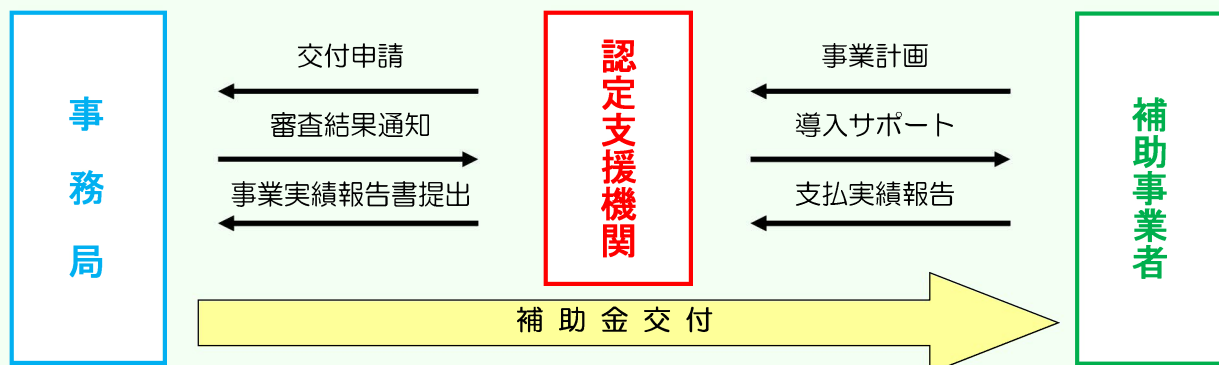 事務局
交付申請
審査結果通知
事業実績報告書提出
認定支援機関
事業計画
導入サポート
支払実績報告
補助事業者
補助金交付